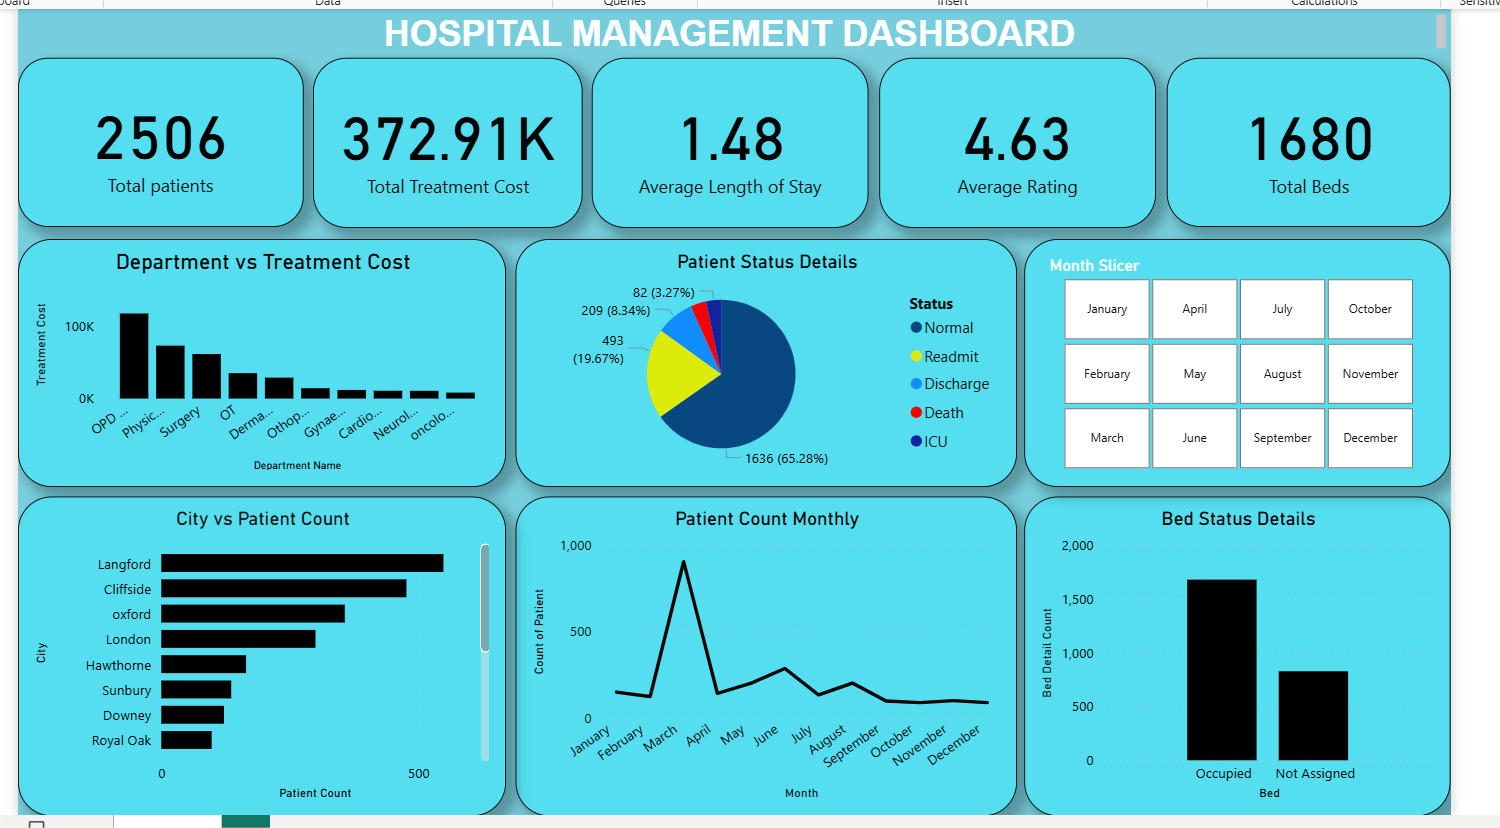 Data
Queries
Insert
Calculations
HOSPITAL MANAGEMENT DASHBOARD
2506
Total patients
372.91K
Total Treatment Cost
1.48
Average Length of Stay
4.63
Average Rating
1680
Total Beds
Department vs Treatment Cost
Treatment Cost
100K
0K
OPD ...
Physic...
Surgery
OT
Derma...
Othop...
Gynae...
Cardio...
Neurol...
oncolo...
Department Name
Patient Status Details
82 (3.27%)
209 (8.34%)
493
(19.67%)
1636 (65.28%)
Status
Normal
Readmit
Discharge
Death
ICU
Month Slicer
January
April
July
October
February
May
August
November
March
June
September
December
City vs Patient Count
City
Langford
Cliffside
oxford
London
Hawthorne
Sunbury
Downey
Royal Oak
0
500
Patient Count
Patient Count Monthly
Count of Patient
1,000
500
0
January
February
March
April
May
June
July
August
September
October
November
December
Month
Bed Status Details
Bed Detail Count
2,000
1,500
1,000
500
0
Occupied
Not Assigned
Bed